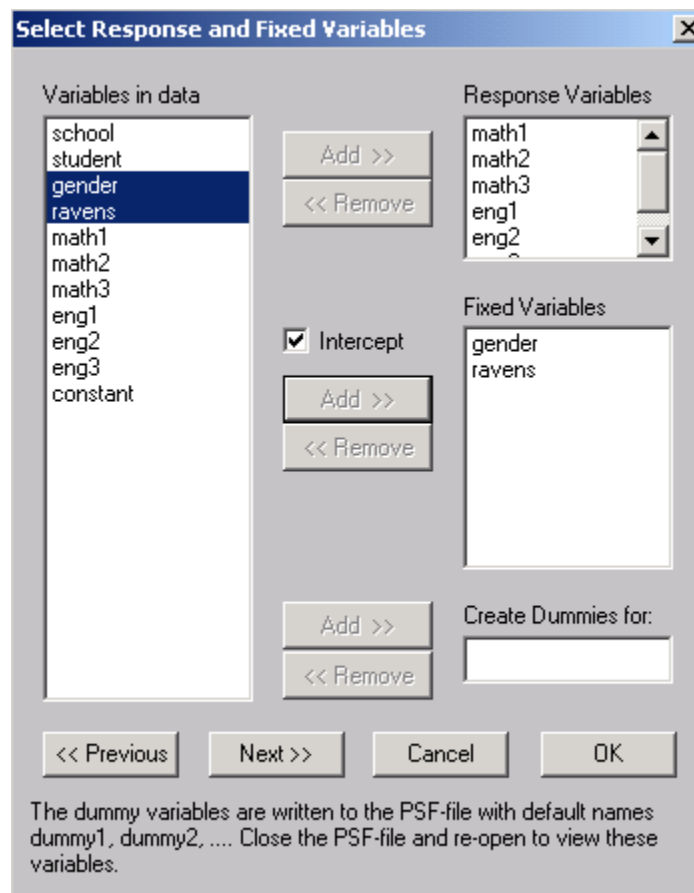 Select Response and Fixed Variables
Variables in data
school
student
gender
ravens
math1
math2
math3
eng1
eng2
eng3
constant
Add >>
<< Remove
Response Variables
math1
math2
math3
eng1
eng2
Intercept
Add >>
<< Remove
Fixed Variables
gender
ravens
Add >>
<< Remove
Create Dummies for:
<< Previous
Next >>
Cancel
OK
The dummy variables are written to the PSF-file with default names
dummy1, dummy2, .... Close the PSF-file and re-open to view these
variables.